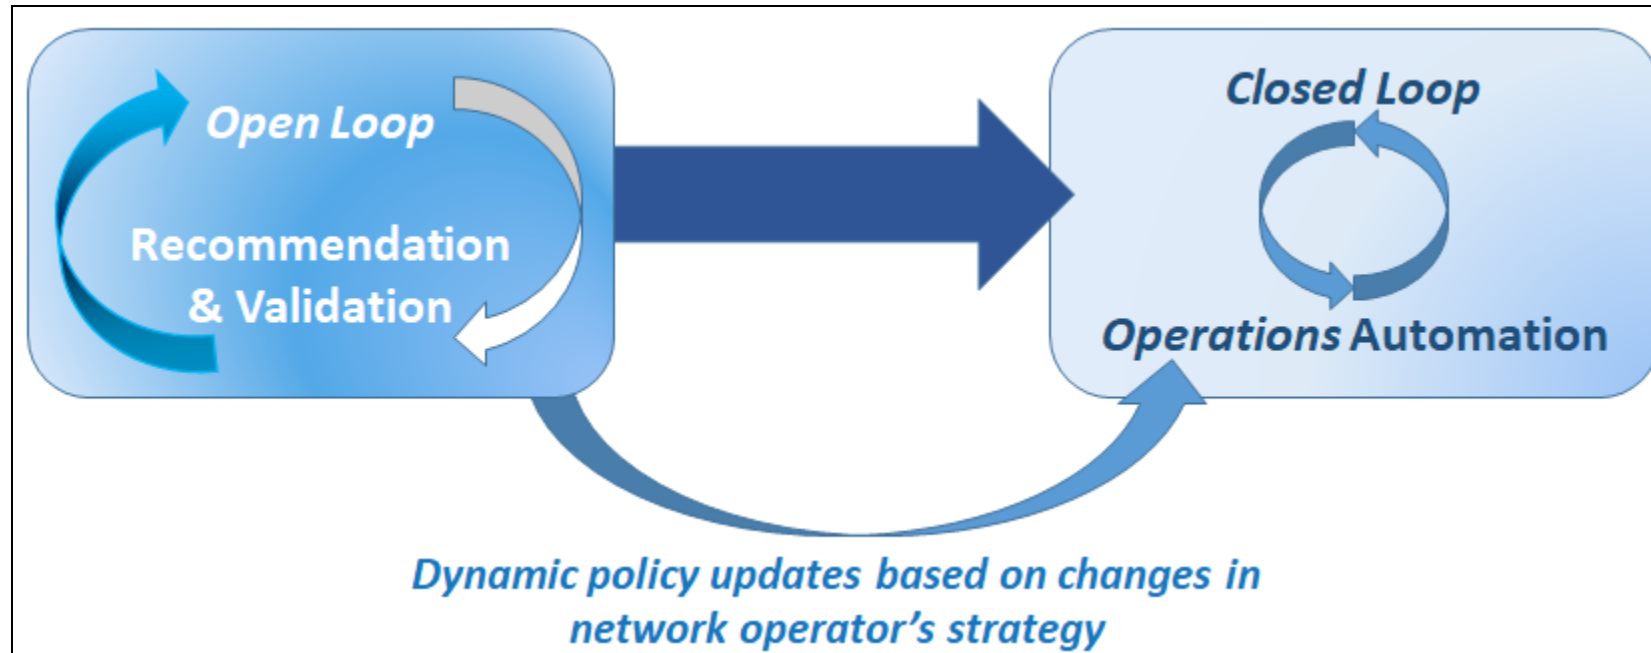 Open Loop
Recommendation
& Validation
Closed Loop
Operations Automation
Dynamic policy updates based on changes in
network operator’s strategy